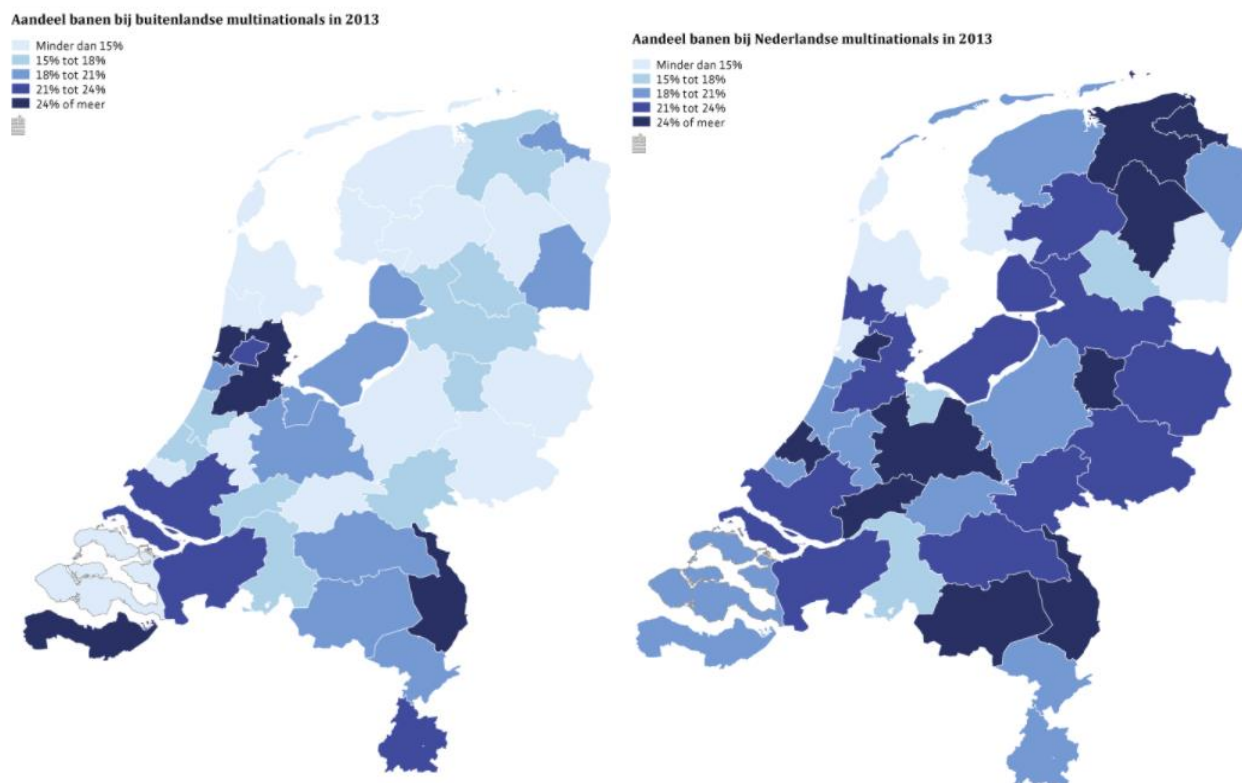 Aandeel banen bij buitenlandse multinationals in 2013
Minder dan 15%
15% tot 18%
18% tot 21%
21% tot 24%
24% of meer
Aandeel banen bij Nederlandse multinationals in 2013
Minder dan 15%
15% tot 18%
18% tot 21%
21% tot 24%
24% of meer